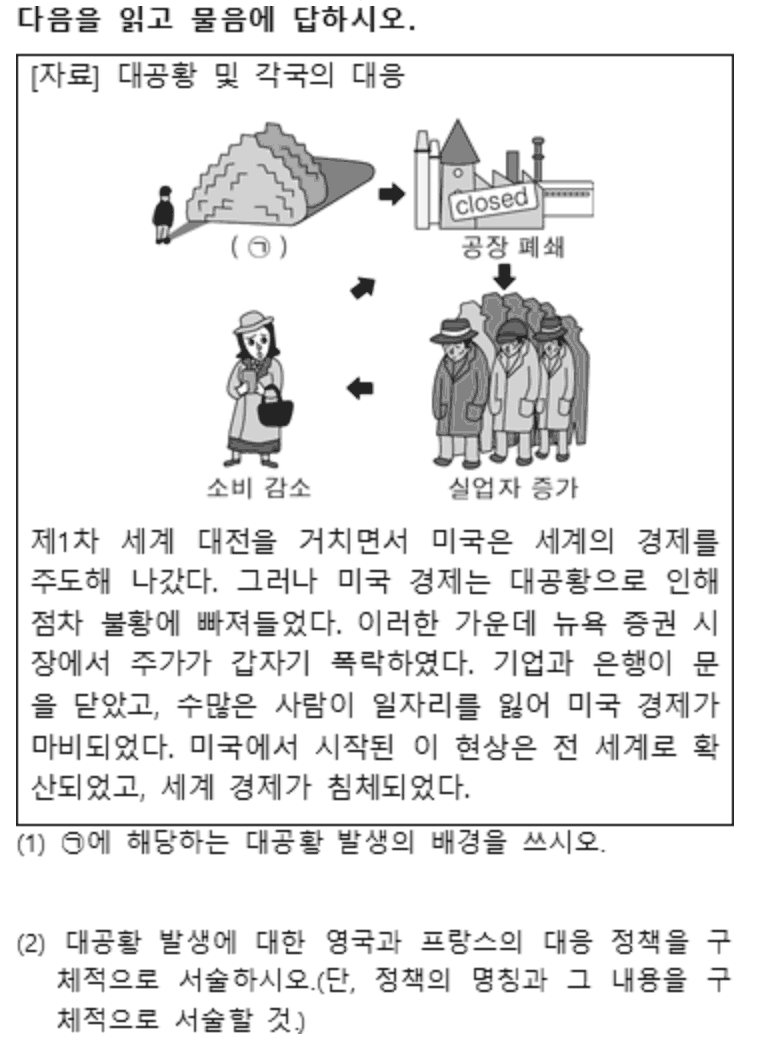 다음을 읽고 물음에 답하시오.
[자료] 대공황 및 각국의 대응
closed
( ㉠ )
공장 폐쇄
소비 감소
실업자 증가
제1차 세계 대전을 거치면서 미국은 세계의 경제를
주도해 나갔다. 그러나 미국 경제는 대공황으로 인해
점차 불황에 빠져들었다. 이러한 가운데 뉴욕 증권 시
장에서 주가가 갑자기 폭락하였다. 기업과 은행이 문
을 닫았고, 수많은 사람이 일자리를 잃어 미국 경제가
마비되었다. 미국에서 시작된 이 현상은 전 세계로 확
산되었고, 세계 경제가 침체되었다.
(1) ㉠에 해당하는 대공황 발생의 배경을 쓰시오.
(2) 대공황 발생에 대한 영국과 프랑스의 대응 정책을 구
체적으로 서술하시오.(단, 정책의 명칭과 그 내용을 구
체적으로 서술할 것.)